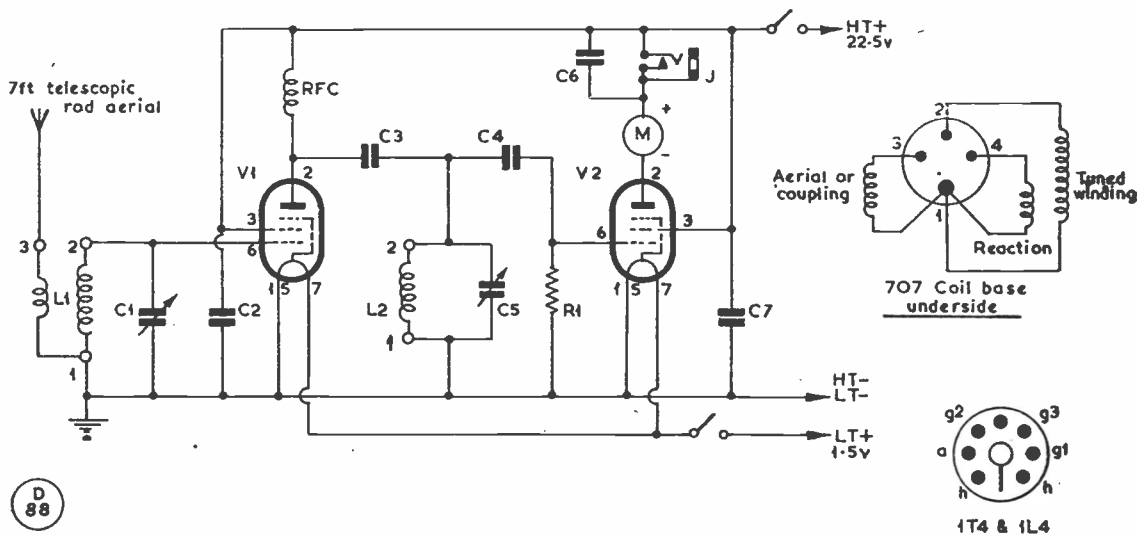 HT+
22·5v
C6
J
7ft telescopic
rod aerial
RFC
+
M
-
C3
C4
V1
2
V2
2
3
6
6
3
3
2
L1
1
C1
C2
1 5
7
2
L2
1
C5
R1
1 5
7
C7
HT-
LT-
LT+
1·5v
2
3
4
1
Aerial or
coupling
Tuned
winding
Reaction
707 Coil base
underside
g2
g3
a
g1
h
h
1T4 & 1L4
D
88